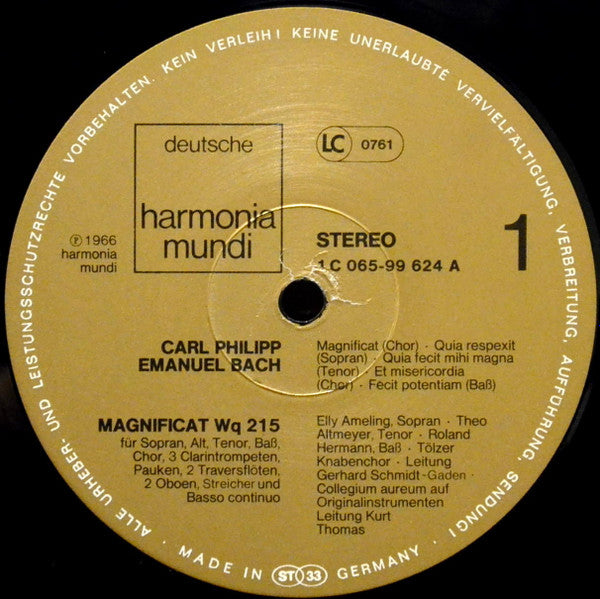 ALLE URHEBER- UND LEISTUNGSSCHUTZRECHTE VORBEHALTEN. KEIN VERLEIH! KEINE UNERLAUBTE VERVIELFÄLTIGUNG, VERBREITUNG, AUFFÜHRUNG, SENDUNG!
deutsche
harmonia
mundi
LC 0761
℗ 1966
harmonia
mundi
STEREO
1 C 065-99 624 A
1
CARL PHILIPP
EMANUEL BACH
Magnificat (Chor) · Quia respexit
(Sopran) · Quia fecit mihi magna
(Tenor) · Et misericordia
(Chor) · Fecit potentiam (Baß)
MAGNIFICAT Wq 215
für Sopran, Alt, Tenor, Baß,
Chor, 3 Clarintrompeten,
Pauken, 2 Traversflöten,
2 Oboen, Streicher und
Basso continuo
Elly Ameling, Sopran · Theo
Altmeyer, Tenor · Roland
Hermann, Baß · Tölzer
Knabenchor · Leitung
Gerhard Schmidt-Gaden ·
Collegium aureum auf
Originalinstrumenten
Leitung Kurt
Thomas
· MADE IN ST 33 GERMANY ·